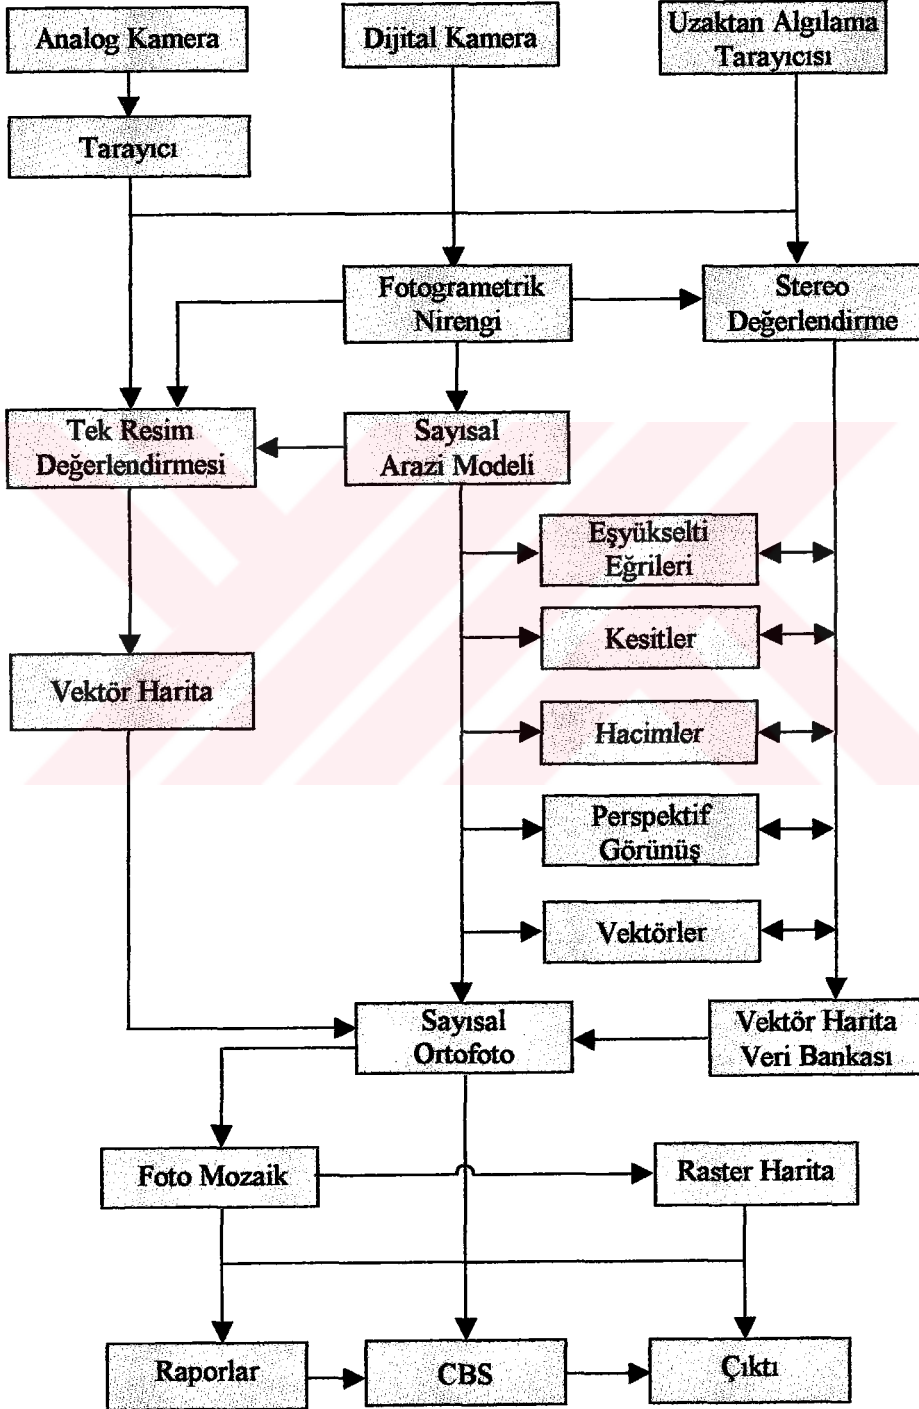 Analog Kamera
Dijital Kamera
Uzaktan Algılama
Tarayıcısı
Tarayıcı
Fotogrametrik
Nirengi
Stereo
Değerlendirme
Tek Resim
Değerlendirmesi
Sayısal
Arazi Modeli
Eşyükselti
Eğrileri
Kesitler
Vektör Harita
Hacimler
Perspektif
Görünüş
Vektörler
Sayısal
Ortofoto
Vektör Harita
Veri Bankası
Foto Mozaik
Raster Harita
Raporlar
CBS
Çıktı